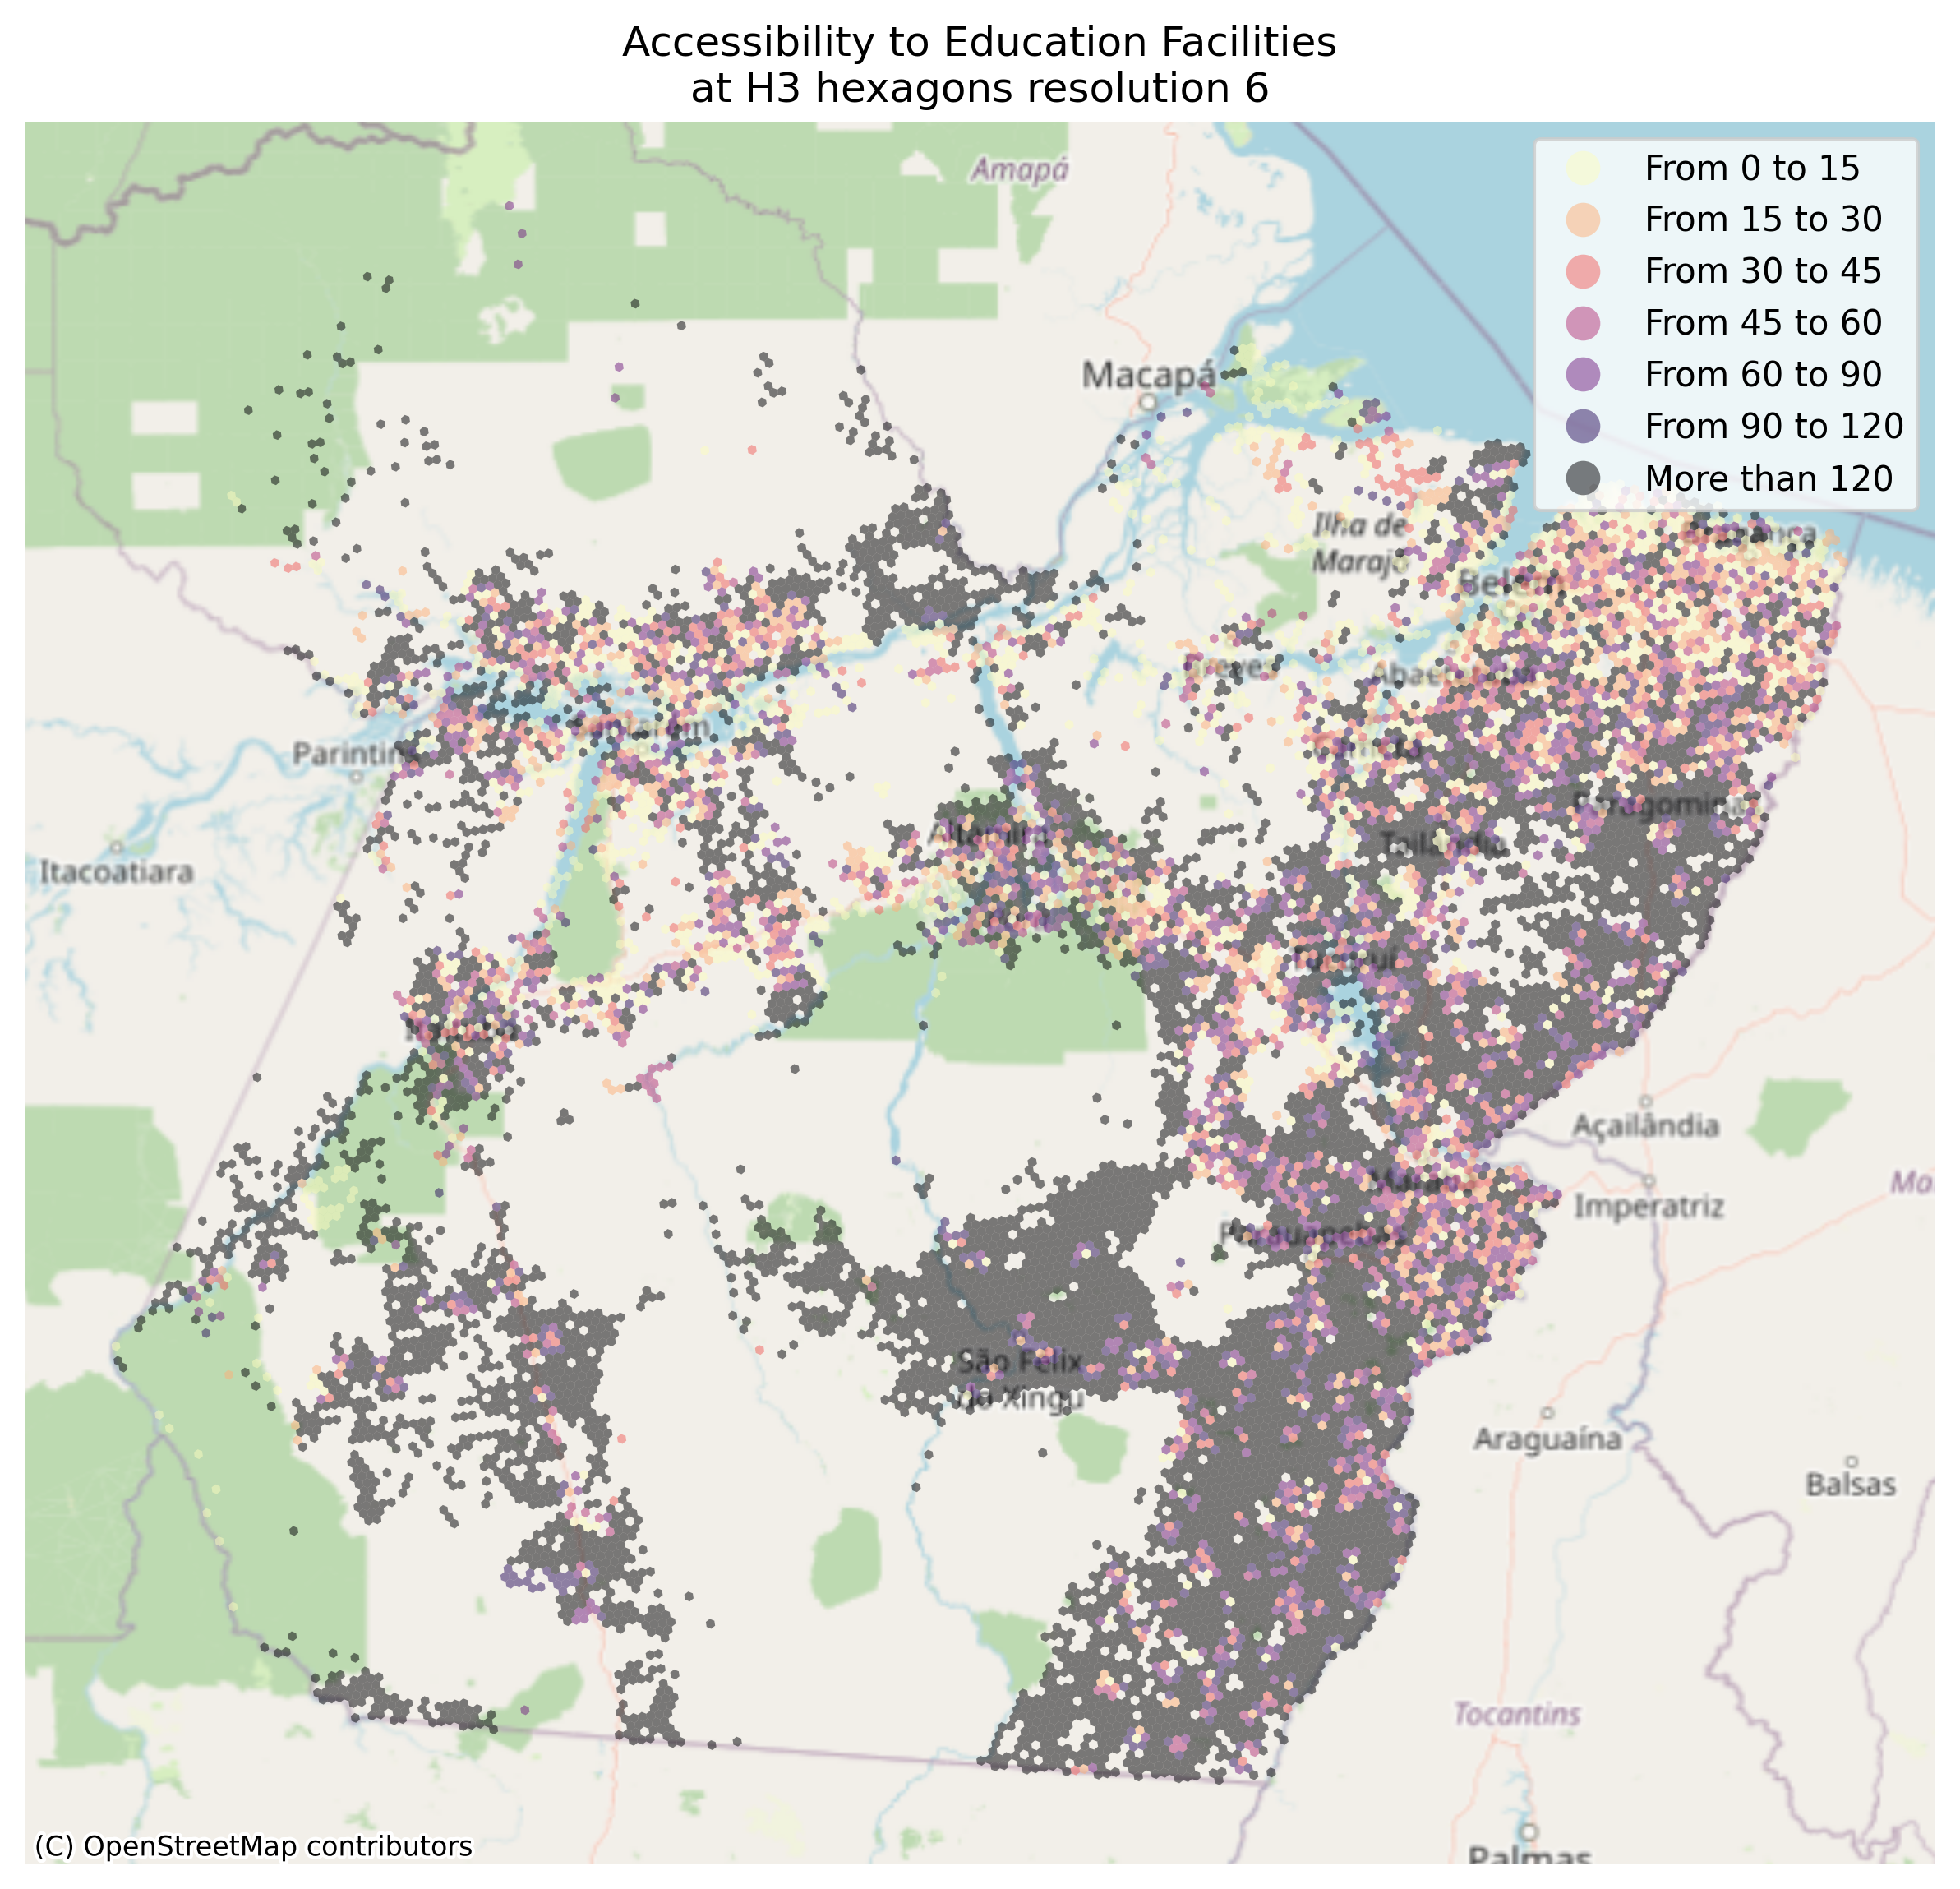 Accessibility to Education Facilities
at H3 hexagons resolution 6
Amapá
From 0 to 15
From 15 to 30
From 30 to 45
From 45 to 60
From 60 to 90
From 90 to 120
More than 120
Macapá
Ilha de
Marajó
Bragança
Belém
Breves
Abaetetuba
Santarém
Parintins
Cametá
Paragominas
Itacoatiara
Altamira
Tailândia
Tucuruí
Itaituba
Açailândia
Marabá
Imperatriz
Parauapebas
São Félix
do Xingu
Araguaína
Balsas
Tocantins
Palmas
(C) OpenStreetMap contributors